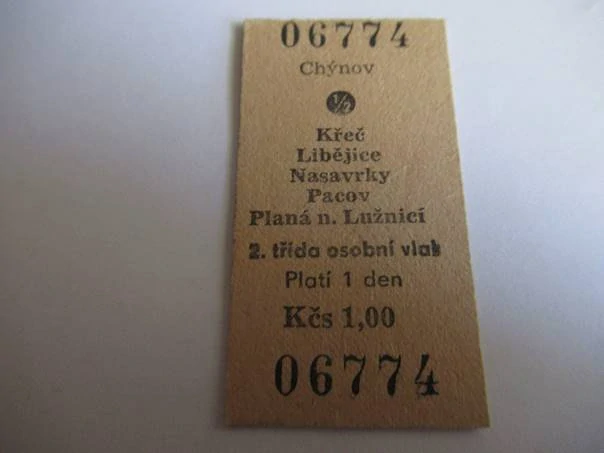 06774
Chýnov
1/2
Křeč
Libějice
Nasavrky
Pacov
Planá n. Lužnicí
2. třída osobní vlak
Platí 1 den
Kčs 1,00
06774